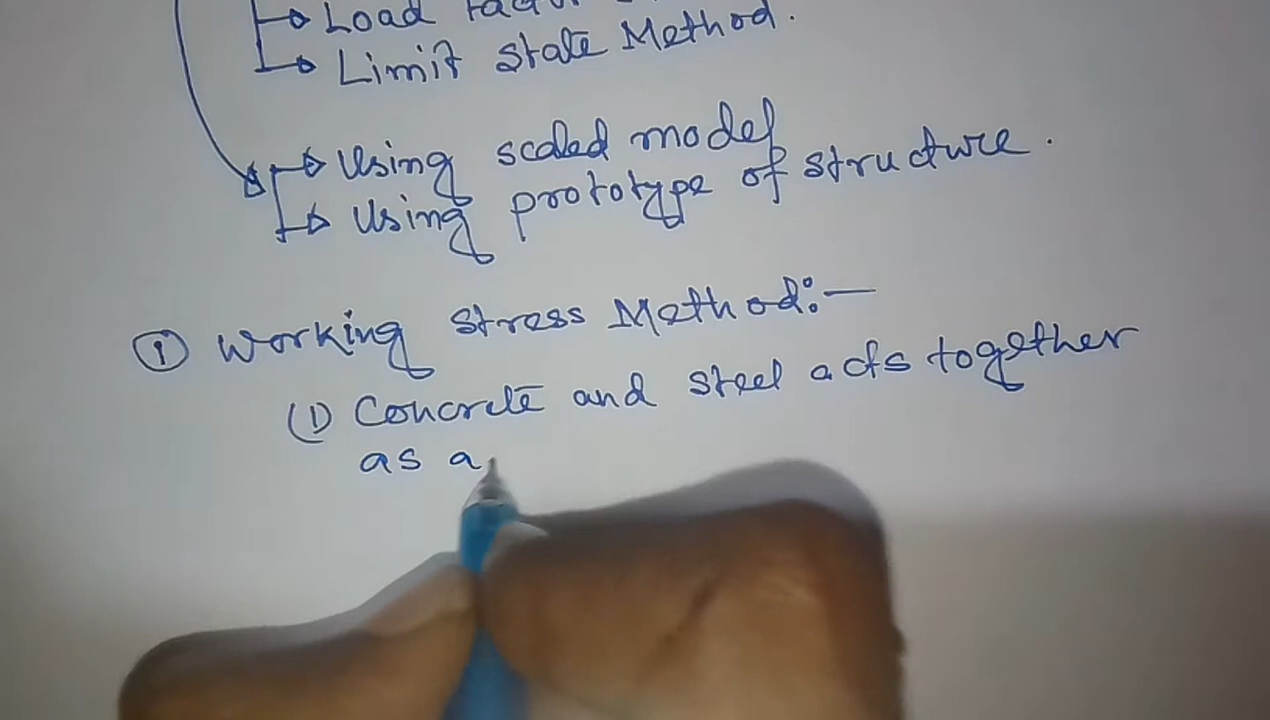 Load
Limit State Method.
Using scaled model
Using prototype of structure.
① Working Stress Method:—
(1) Concrete and steel acts together
as a